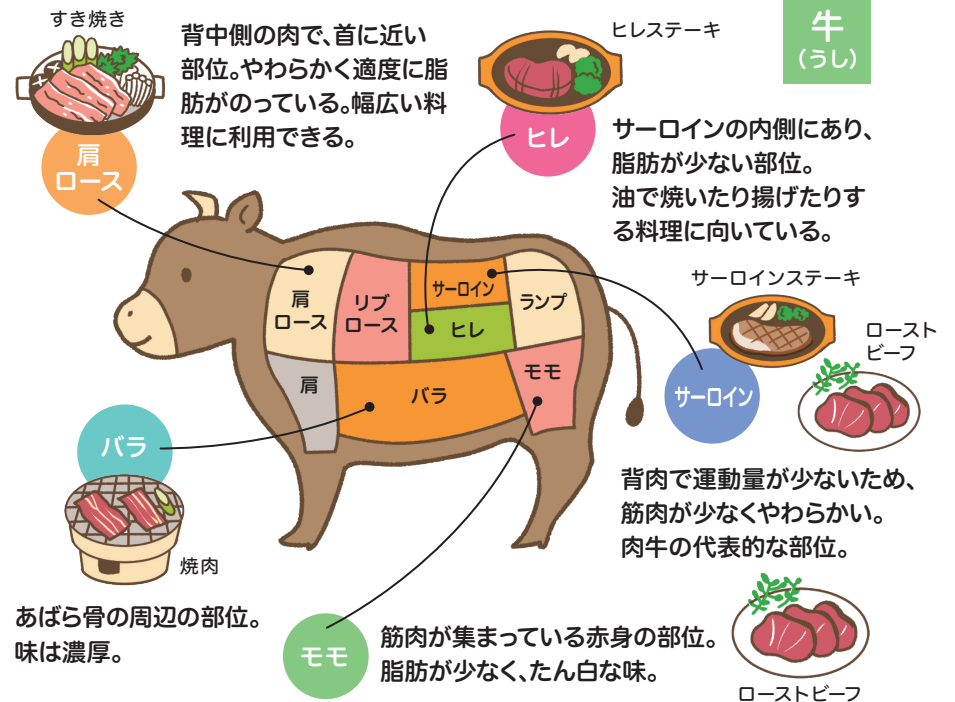 牛
(うし)
すき焼き
肩
ロース
背中側の肉で、首に近い
部位。やわらかく適度に脂
肪がのっている。幅広い料
理に利用できる。
ヒレステーキ
ヒレ
サーロインの内側にあり、
脂肪が少ない部位。
油で焼いたり揚げたりす
る料理に向いている。
肩
ロース
リブ
ロース
サーロイン
ヒレ
ランプ
肩
バラ
モモ
サーロインステーキ
ロースト
ビーフ
サーロイン
背肉で運動量が少ないため、
筋肉が少なくやわらかい。
肉牛の代表的な部位。
バラ
焼肉
あばら骨の周辺の部位。
味は濃厚。
モモ
筋肉が集まっている赤身の部位。
脂肪が少なく、たん白な味。
ローストビーフ